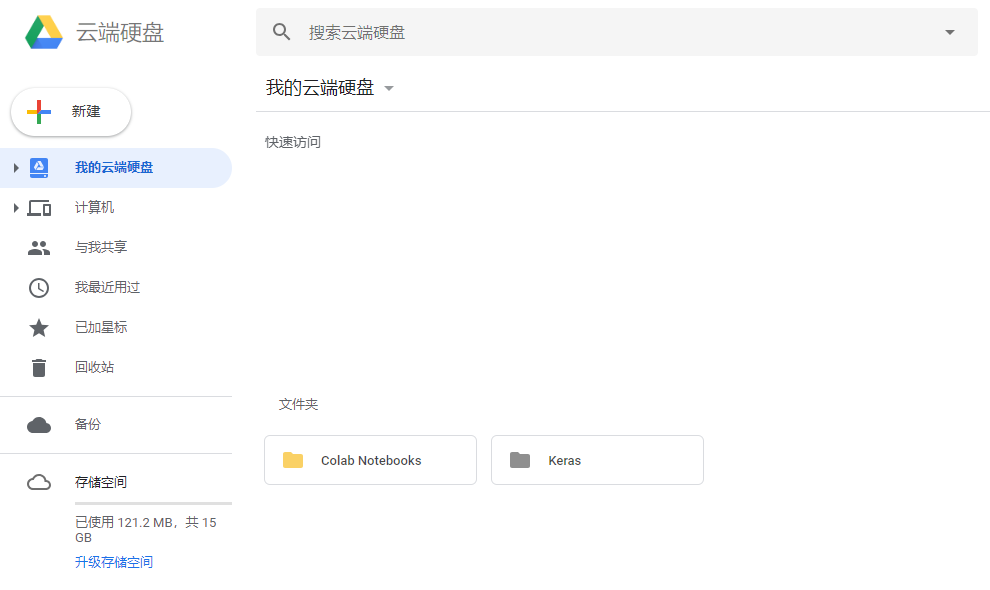 云端硬盘
搜索云端硬盘
我的云端硬盘
新建
快速访问
我的云端硬盘
计算机
与我共享
我最近用过
已加星标
回收站
文件夹
备份
Colab Notebooks
Keras
存储空间
已使用 121.2 MB，共 15
GB
升级存储空间